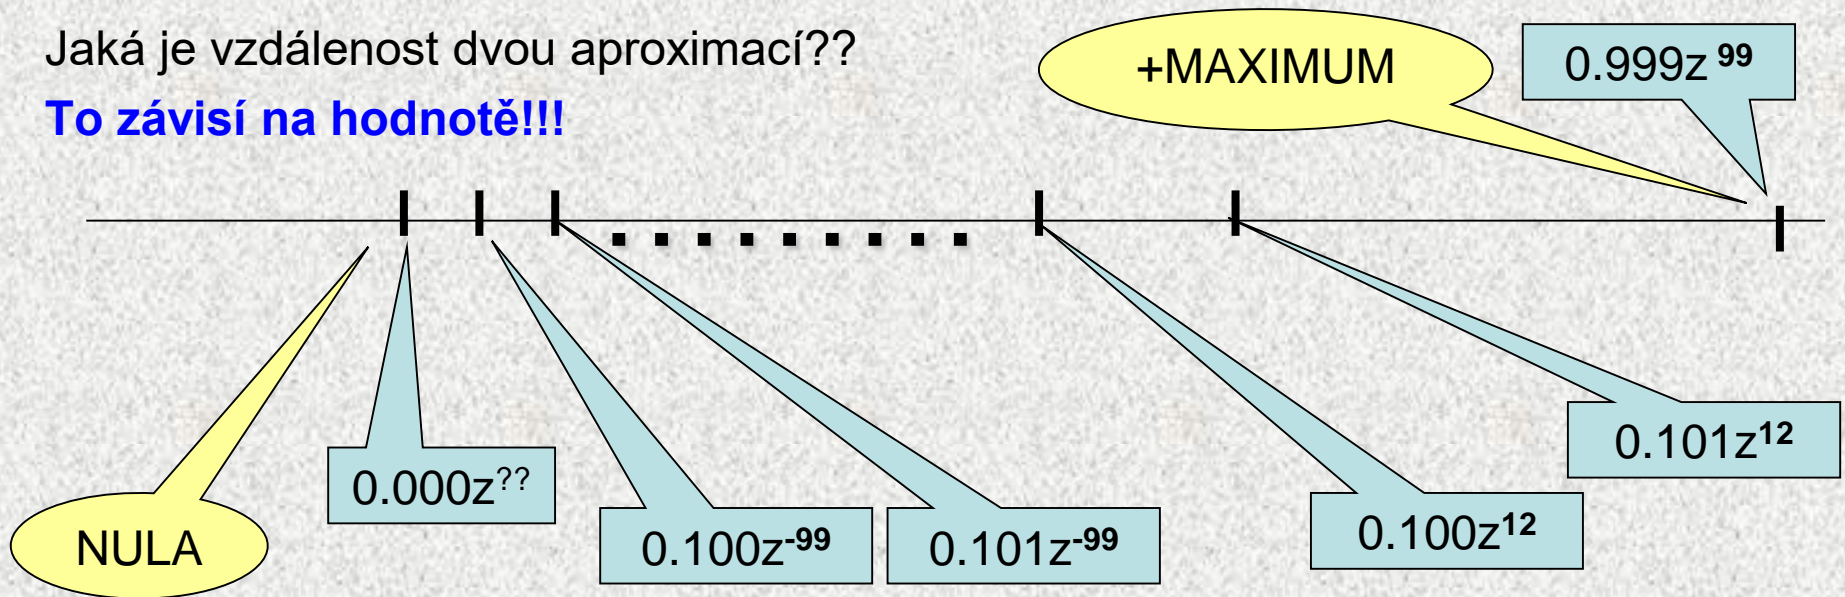 Jaká je vzdálenost dvou aproximací??
To závisí na hodnotě!!!
+MAXIMUM
0.999z 99
NULA
0.000z??
0.100z-99
0.101z-99
0.100z12
0.101z12